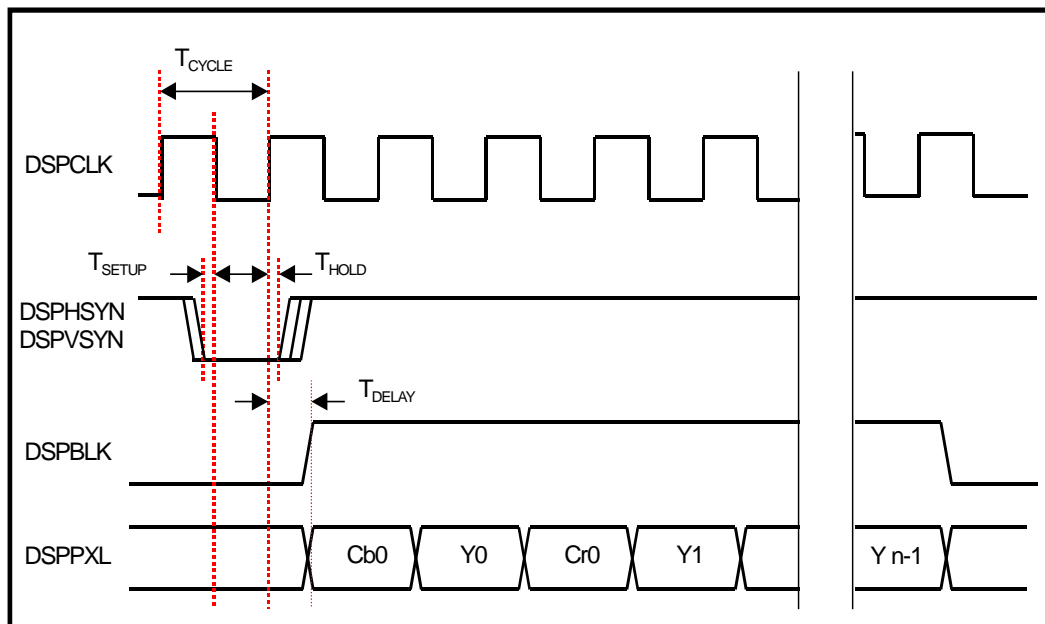 TCYCLE
DSPCLK
TSETUP
THOLD
DSPHSYN
DSPVSYN
TDELAY
DSPBLK
DSPPXL
Cb0
Y0
Cr0
Y1
Y n-1